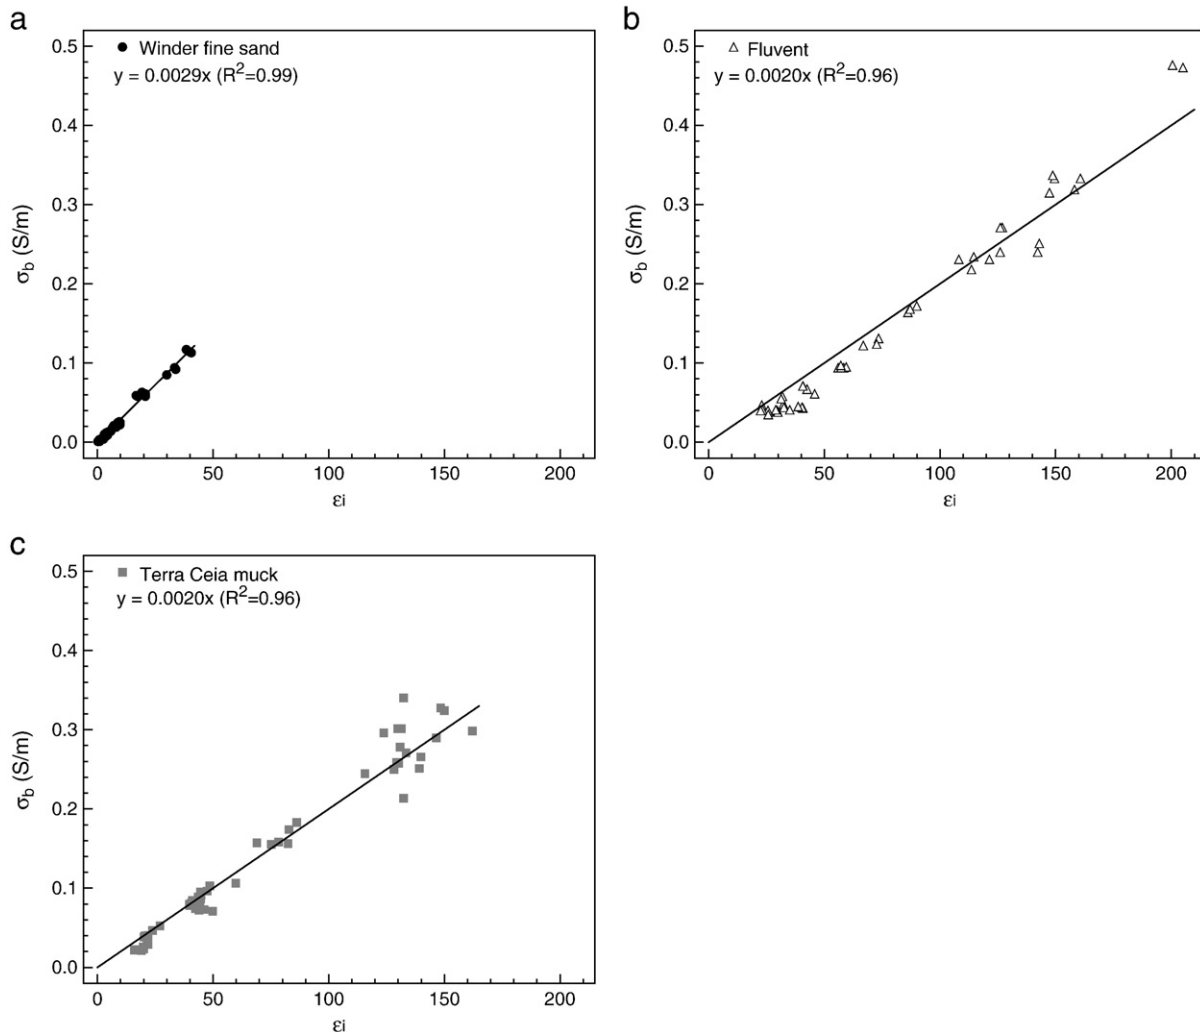 a
Winder fine sand
y = 0.0029x (R²=0.99)
0.5
0.4
0.3
0.2
0.1
0.0
σb (S/m)
0 50 100 150 200
εi
b
Fluvent
y = 0.0020x (R²=0.96)
0.5
0.4
0.3
0.2
0.1
0.0
σb (S/m)
0 50 100 150 200
εi
c
Terra Ceia muck
y = 0.0020x (R²=0.96)
0.5
0.4
0.3
0.2
0.1
0.0
σb (S/m)
0 50 100 150 200
εi